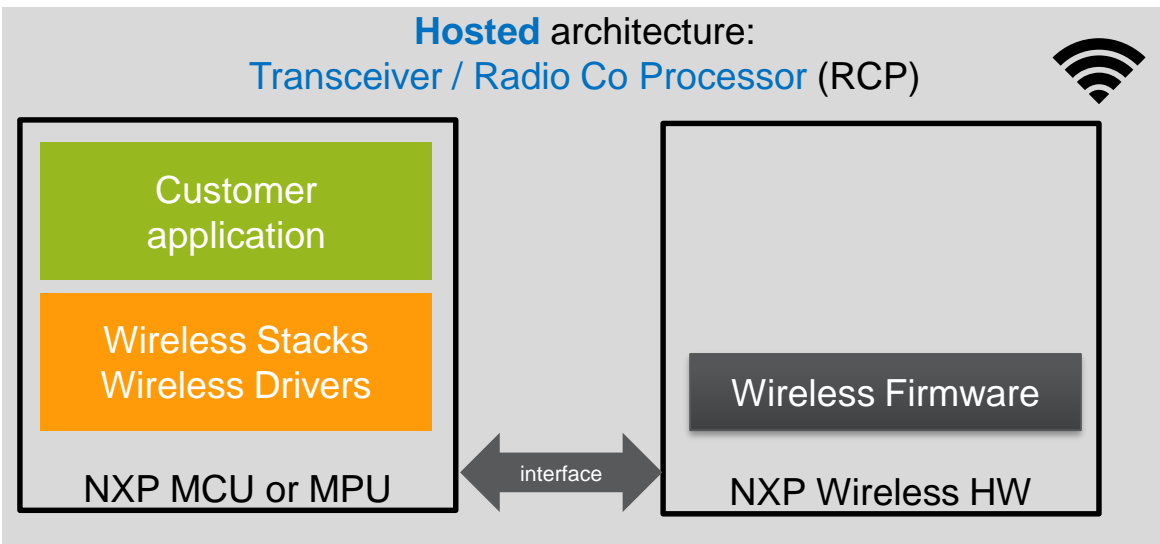 Hosted architecture:
Transceiver / Radio Co Processor (RCP)
Customer
application
Wireless Stacks
Wireless Drivers
NXP MCU or MPU
interface
Wireless Firmware
NXP Wireless HW